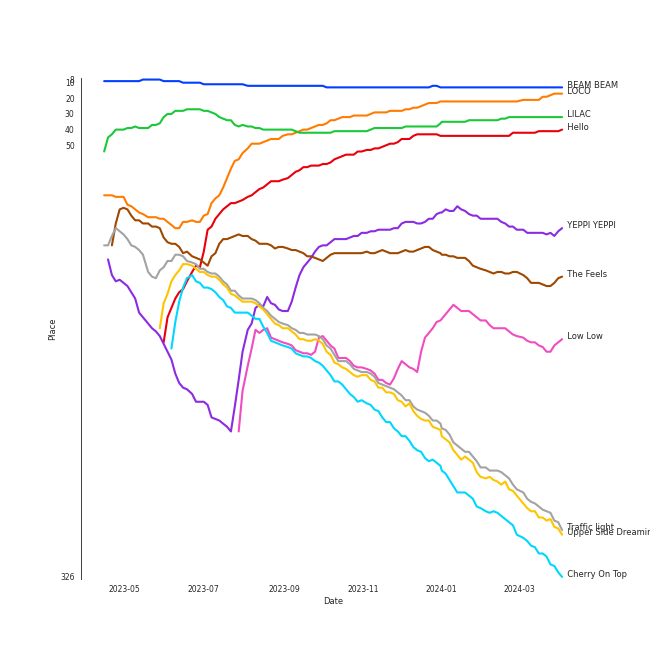 8
10
20
30
40
50
326
Place
2023-05
2023-07
2023-09
2023-11
2024-01
2024-03
Date
BEAM BEAM
LOCO
LILAC
Hello
YEPPI YEPPI
The Feels
Low Low
Traffic light
Upper Side Dreamin
Cherry On Top